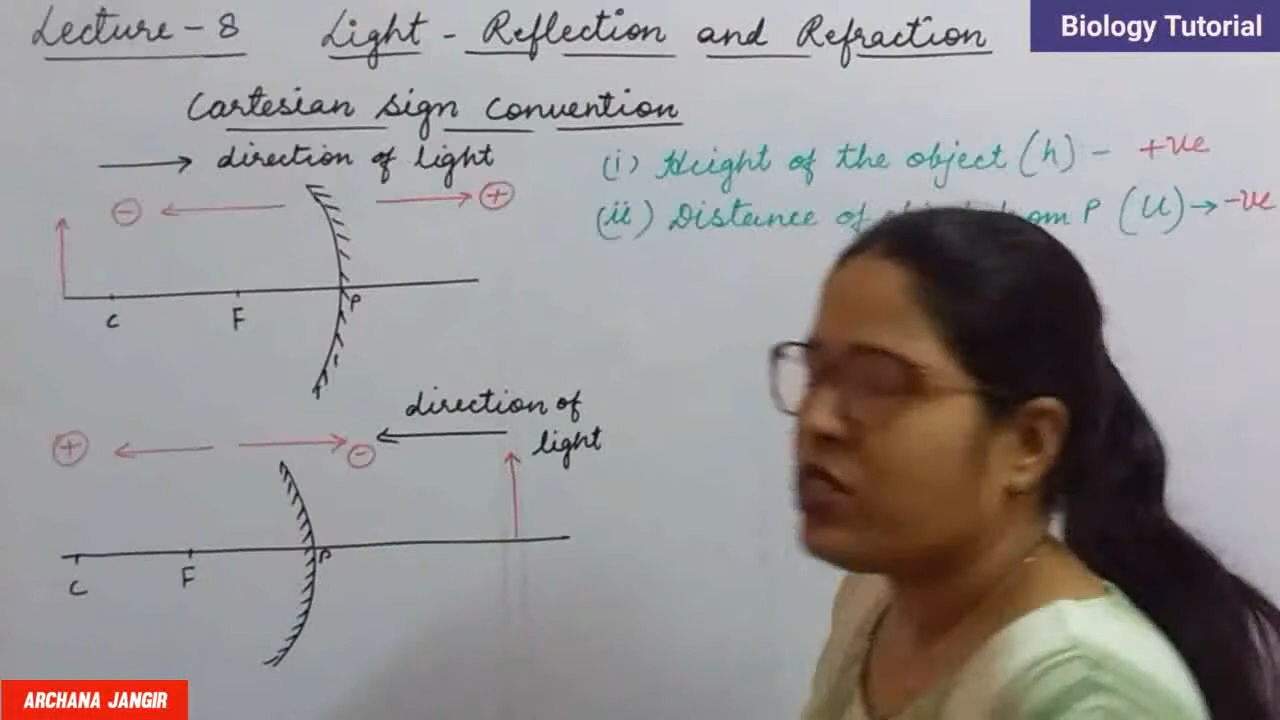 Lecture - 8 Light - Reflection and Refraction
Biology Tutorial
Cartesian sign convention
direction of light
(i) Height of the object (h) - +ve
(ii) Distance of P (U) → -ve
- +
C F P
direction of
light
+ -
C F P
ARCHANA JANGIR